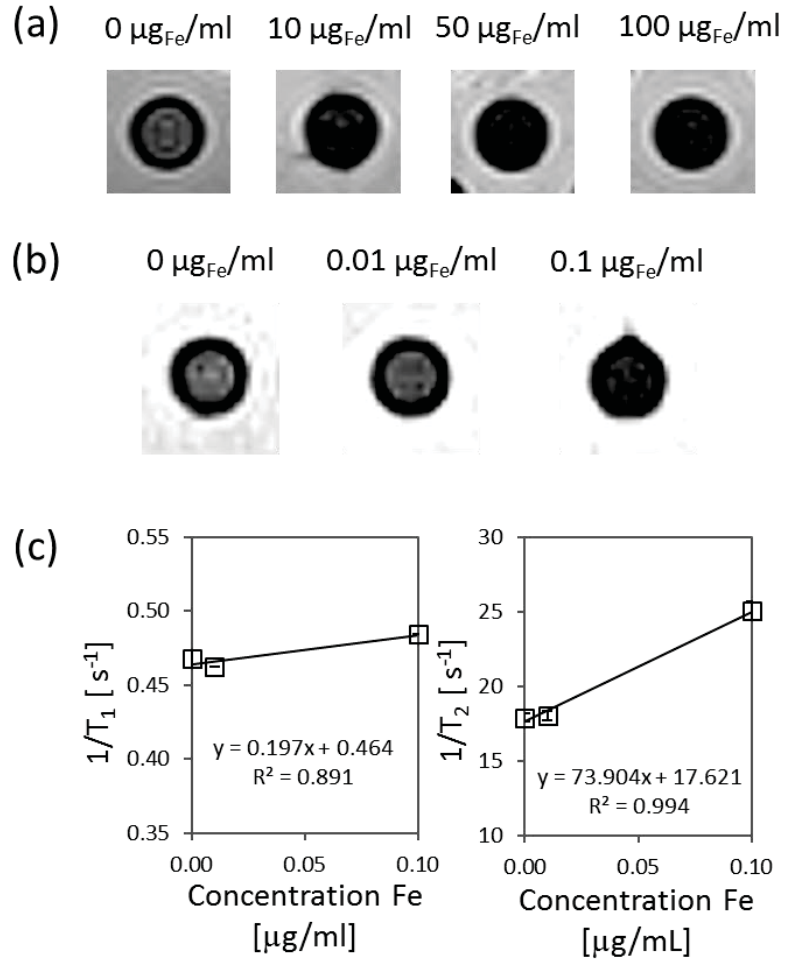 (a) 0 μgFe/ml 10 μgFe/ml 50 μgFe/ml 100 μgFe/ml
(b) 0 μgFe/ml 0.01 μgFe/ml 0.1 μgFe/ml
(c)
1/T1 [ s-1]
0.55
0.50
0.45
0.40
0.35
y = 0.197x + 0.464
R² = 0.891
0.00 0.05 0.10
Concentration Fe
[μg/ml]
1/T2 [ s-1]
30
25
20
15
10
y = 73.904x + 17.621
R² = 0.994
0.00 0.05 0.10
Concentration Fe
[μg/mL]